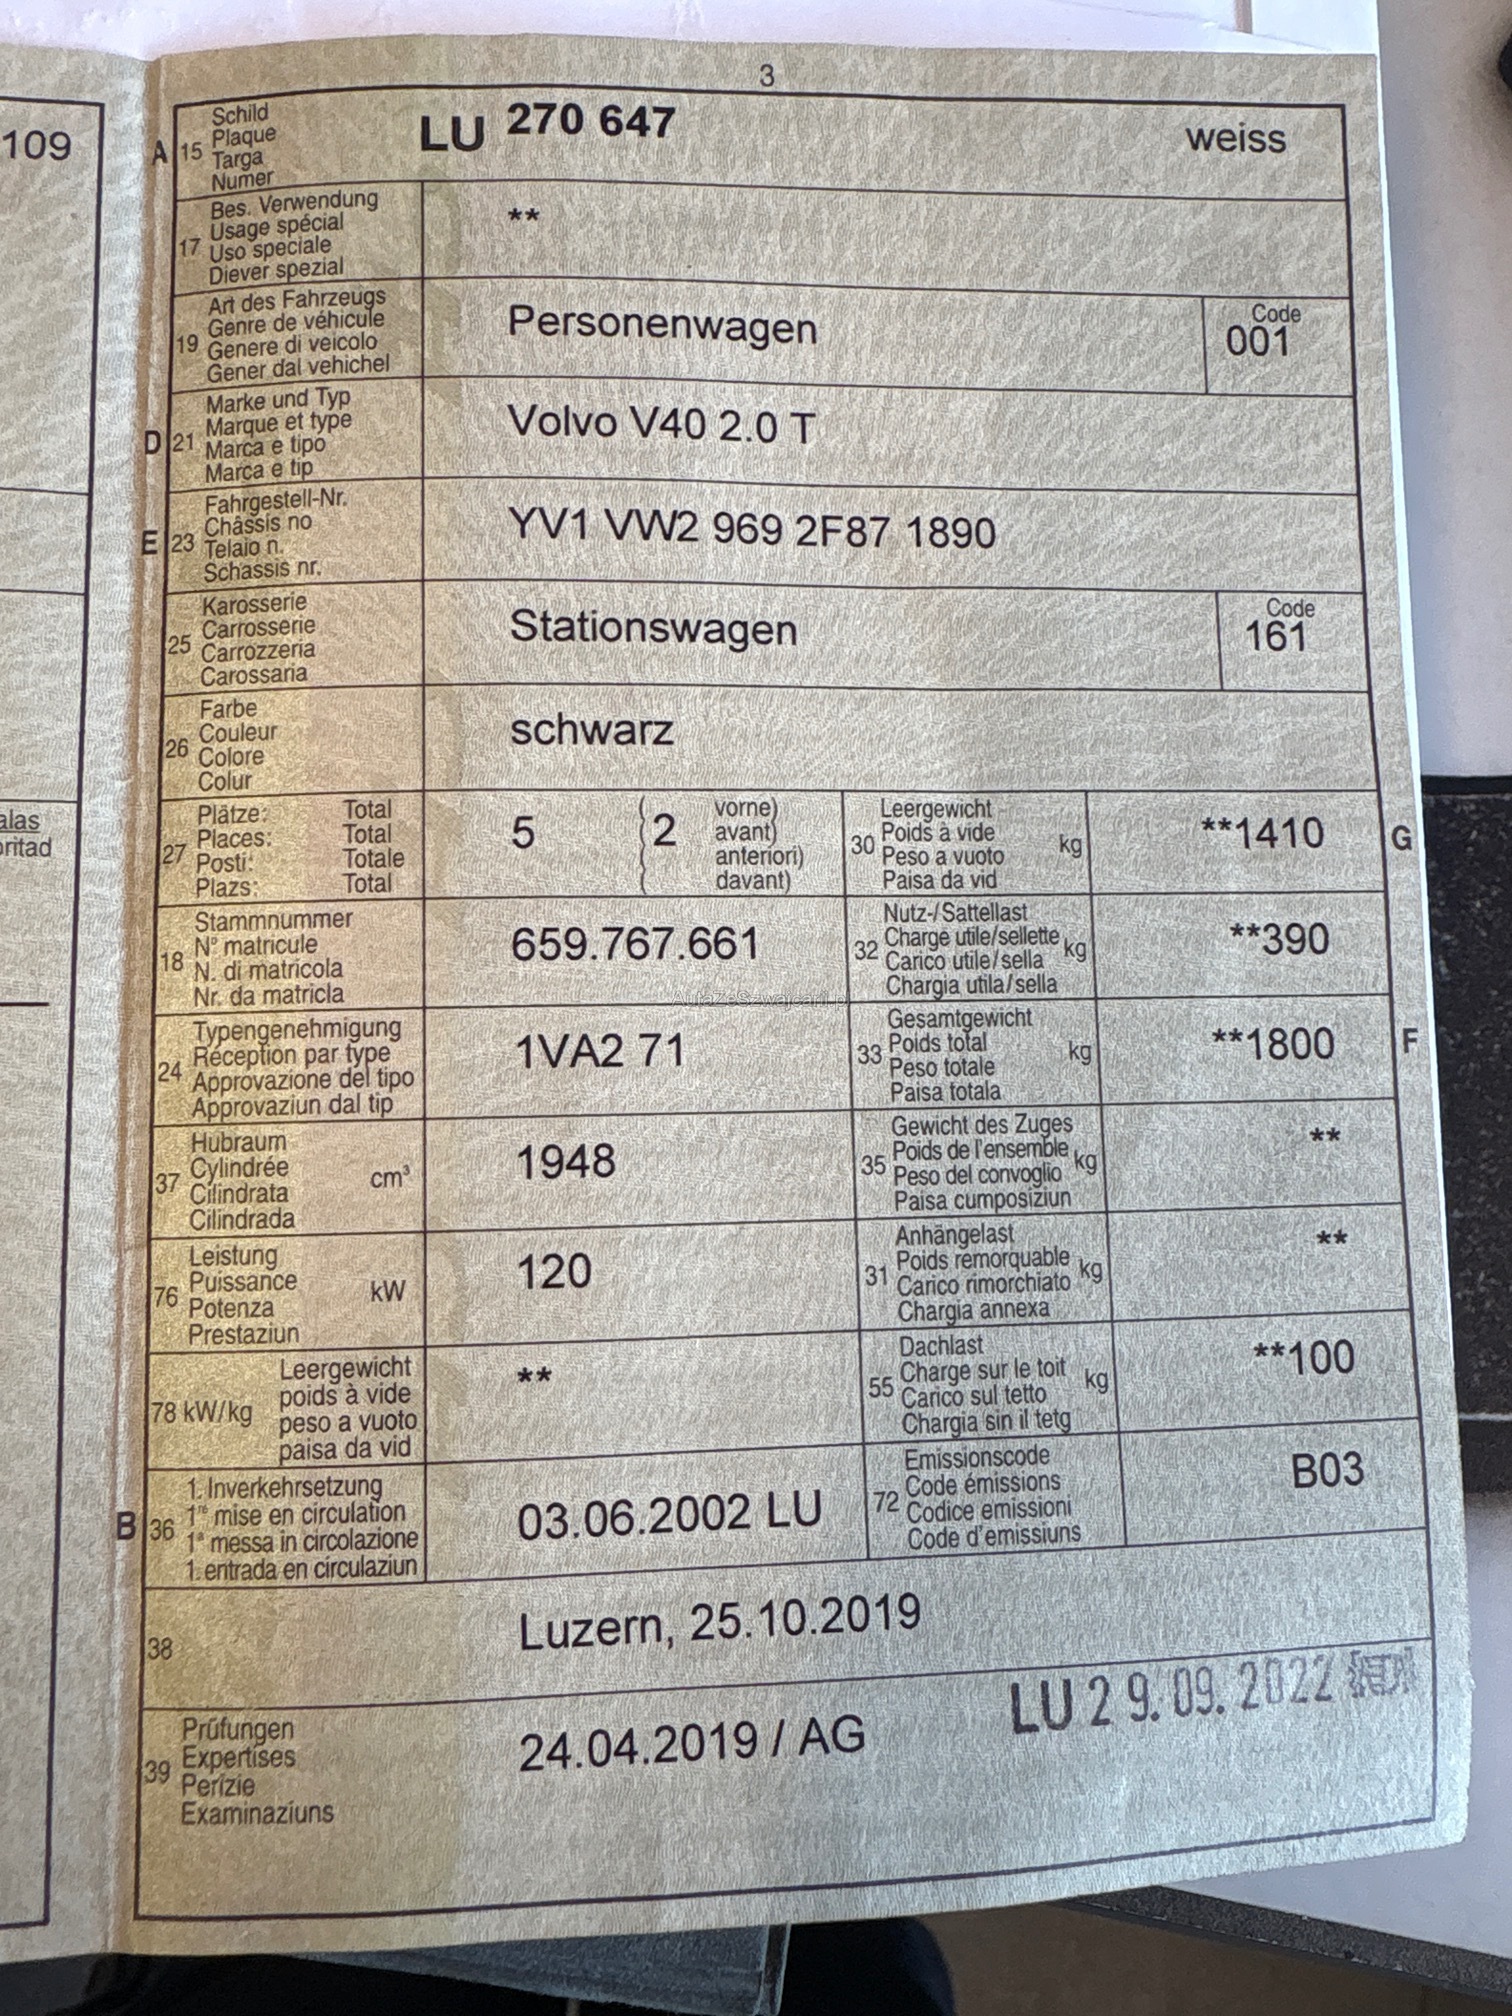 3
109
A 15 Schild
Plaque
Targa
Numer
LU 270 647 weiss
17 Bes. Verwendung
Usage spécial
Uso speciale
Diever spezial
**
19 Art des Fahrzeugs
Genre de véhicule
Genere di veicolo
Gener dal vehichel
Personenwagen
Code
001
D 21 Marke und Typ
Marque et type
Marca e tipo
Marca e tip
Volvo V40 2.0 T
E 23 Fahrgestell-Nr.
Châssis no
Telaio n.
Schassis nr.
YV1 VW2 969 2F87 1890
25 Karosserie
Carrosserie
Carrozzeria
Carossaria
Stationswagen
Code
161
26 Farbe
Couleur
Colore
Colur
schwarz
alas
oritad
27 Plätze: Total
Places: Total
Posti: Totale
Plazs: Total
5 ( 2 vorne)
( avant)
( anteriori)
( davant)
30 Leergewicht
Poids à vide kg
Peso a vuoto
Paisa da vid
**1410 G
18 Stammnummer
N° matricule
N. di matricola
Nr. da matricla
659.767.661
32 Nutz-/Sattellast
Charge utile/sellette kg
Carico utile/sella
Chargia utila/sella
**390
AutaZeSzwajcarii.pl
24 Typengenehmigung
Réception par type
Approvazione del tipo
Approvaziun dal tip
1VA2 71
33 Gesamtgewicht
Poids total kg
Peso totale
Paisa totala
**1800 F
37 Hubraum
Cylindrée cm³
Cilindrata
Cilindrada
1948
35 Gewicht des Zuges
Poids de l'ensemble kg
Peso del convoglio
Paisa cumposiziun
**
76 Leistung
Puissance kW
Potenza
Prestaziun
120
31 Anhängelast
Poids remorquable kg
Carico rimorchiato
Chargia annexa
**
78 kW/kg Leergewicht
poids à vide
peso a vuoto
paisa da vid
**
55 Dachlast
Charge sur le toit kg
Carico sul tetto
Chargia sin il tetg
**100
B 36 1. Inverkehrsetzung
1re mise en circulation
1a messa in circolazione
1. entrada en circulaziun
03.06.2002 LU
72 Emissionscode
Code émissions
Codice emissioni
Code d'emissiuns
B03
38 Luzern, 25.10.2019
39 Prüfungen
Expertises
Perizie
Examinaziuns
24.04.2019 / AG
LU 29.09.2022